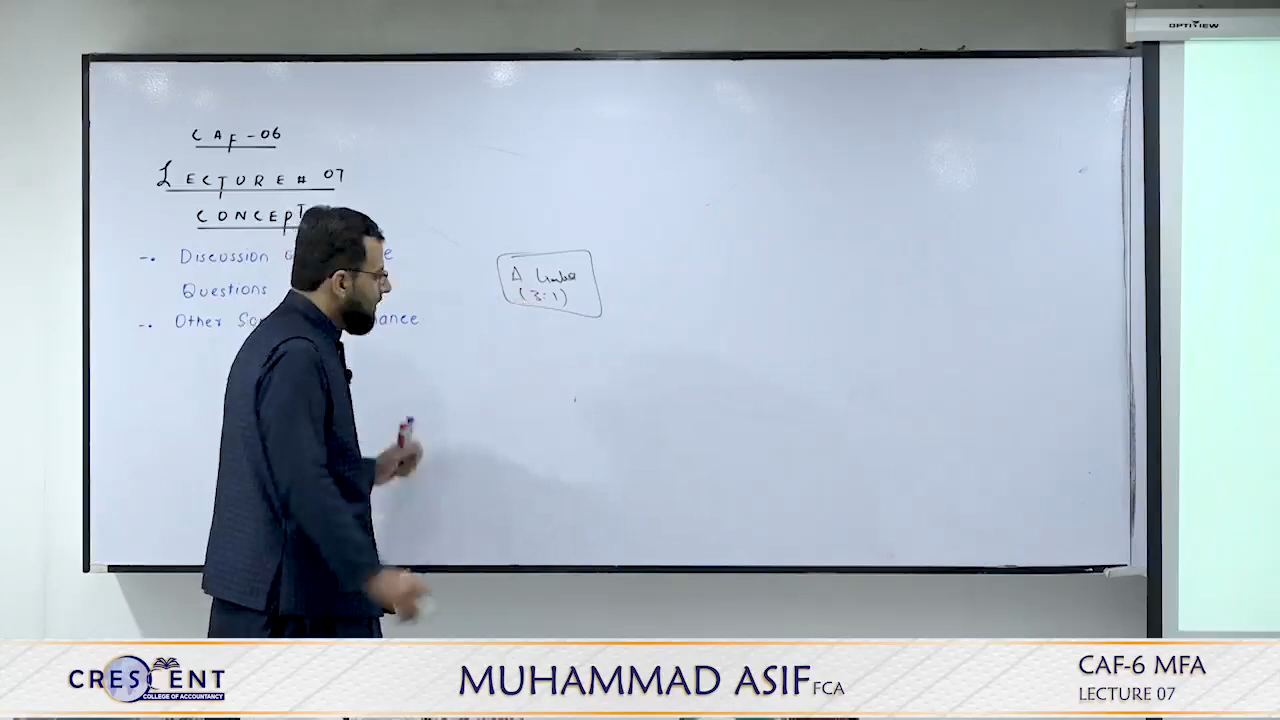 OPTIVIEW
CAF-06
LECTURE # 07
CONCEPT
-. Discussion
Questions
-. Other
A Limited
(3:1)
CRESCENT
COLLEGE OF ACCOUNTANCY
MUHAMMAD ASIF FCA
CAF-6 MFA
LECTURE 07